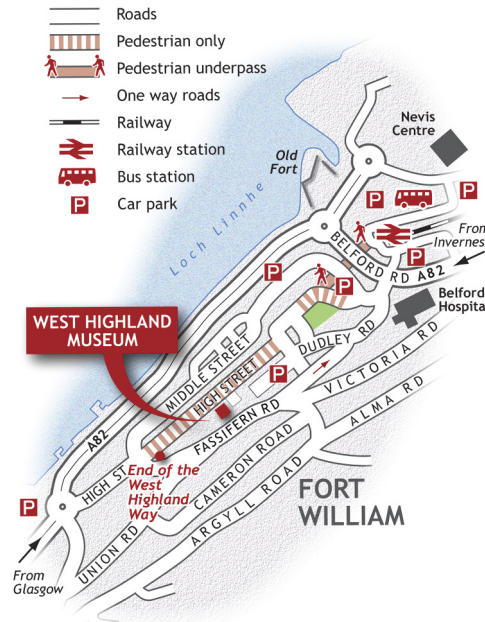 Roads
Pedestrian only
Pedestrian underpass
One way roads
Railway
Railway station
Bus station
P Car park
Nevis
Centre
Old
Fort
Loch Linnhe
P
P
From
Invernes
BELFORD RD A82
P
P
P
Belford
Hospita
WEST HIGHLAND
MUSEUM
MIDDLE STREET
HIGH STREET
DUDLEY RD
P
VICTORIA RD
ALMA RD
FASSIFERN RD
A82
CAMERON ROAD
ARGYLL ROAD
End of the
West
Highland
Way
HIGH ST
FORT
WILLIAM
P
UNION RD
From
Glasgow